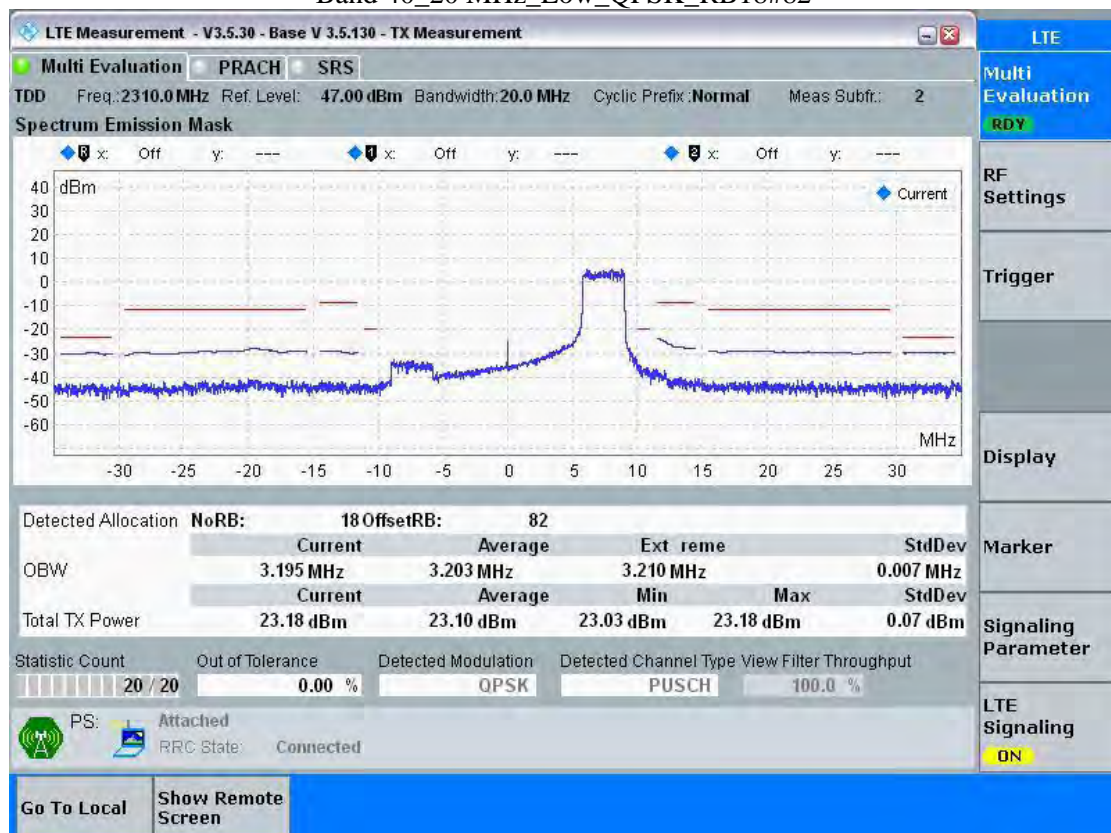 Band 40_20 MHz_Low_QPSK_RB18#82
LTE Measurement - V3.5.30 - Base V 3.5.130 - TX Measurement
LTE
Multi Evaluation PRACH SRS
Multi Evaluation
RDY
TDD Freq.:2310.0 MHz Ref. Level: 47.00 dBm Bandwidth:20.0 MHz Cyclic Prefix :Normal Meas Subfr.: 2
Spectrum Emission Mask
R x: Off y: --- 1 x: Off y: --- 2 x: Off y: ---
40 dBm
Current
30
20
10
0
-10
-20
-30
-40
-50
-60
MHz
-30 -25 -20 -15 -10 -5 0 5 10 15 20 25 30
RF
Settings
Trigger
Display
Marker
Signaling
Parameter
LTE
Signaling
ON
Detected Allocation NoRB: 18 OffsetRB: 82
Current Average Ext reme StdDev
OBW 3.195 MHz 3.203 MHz 3.210 MHz 0.007 MHz
Current Average Min Max StdDev
Total TX Power 23.18 dBm 23.10 dBm 23.03 dBm 23.18 dBm 0.07 dBm
Statistic Count Out of Tolerance Detected Modulation Detected Channel Type View Filter Throughput
20 / 20 0.00 % QPSK PUSCH 100.0 %
PS: Attached
RRC State: Connected
Go To Local
Show Remote
Screen